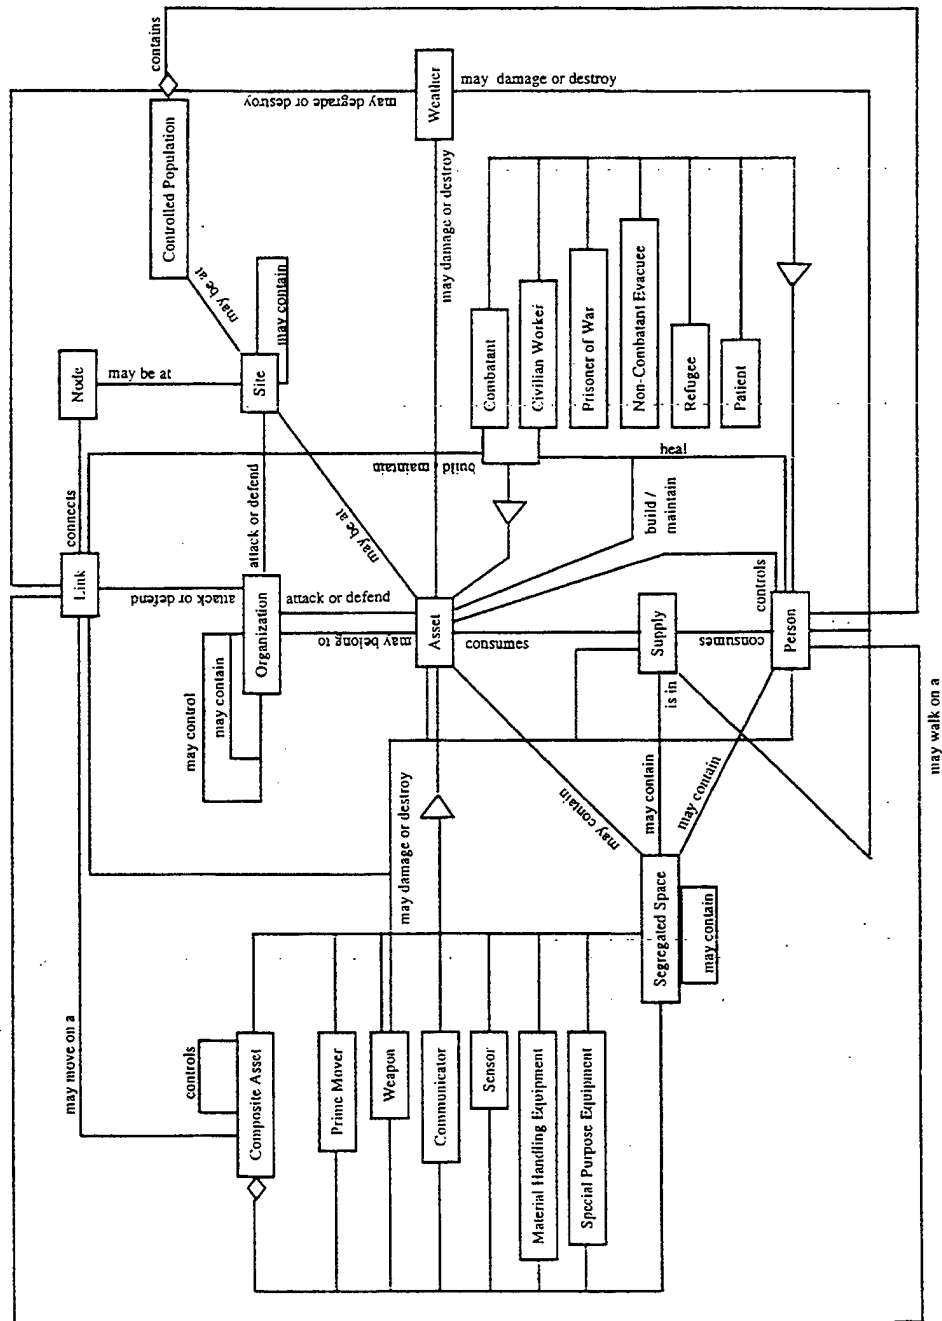 contains
Controlled Population
may degrade or destroy
Weather
may damage or destroy
may be at
may contain
may damage or destroy
Node
may be at
Site
Combatant
Civilian Worker
Prisoner of War
Non-Combatant Evacuee
Refugee
Patient
connects
attack or defend
may be at
build / maintain
heal
build /
maintain
Link
attack or defend
Organization
attack or defend
may belong to
Asset
consumes
Supply
consumes
Person
controls
may control
may contain
is in
may damage or destroy
may contain
may contain
may contain
may walk on a
may move on a
controls
Composite Asset
Prime Mover
Weapon
Communicator
Sensor
Material Handling Equipment
Special Purpose Equipment
Segregated Space
may contain